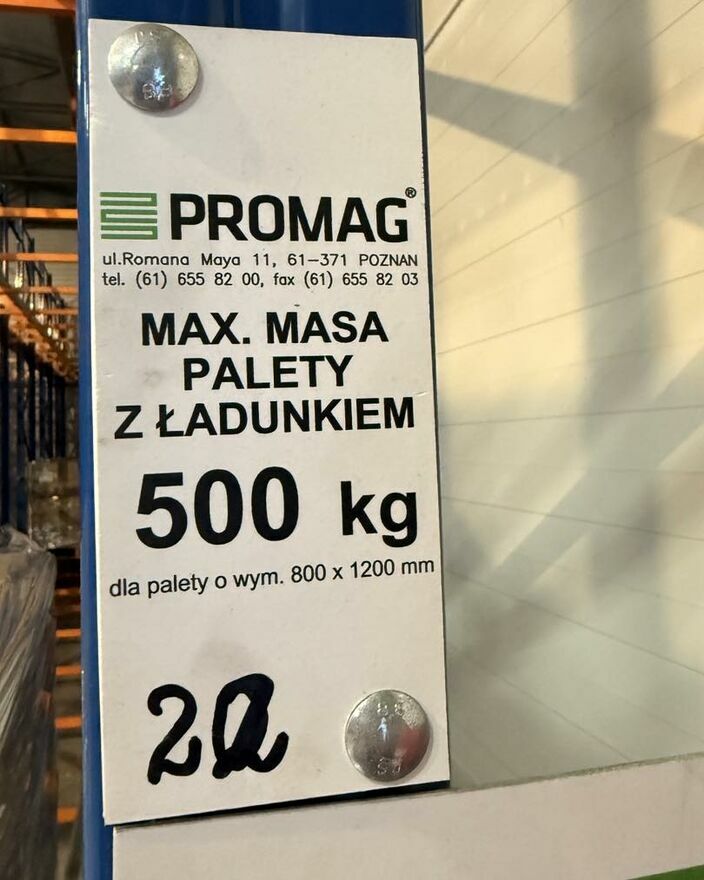 PROMAG®
ul.Romana Maya 11, 61-371 POZNAN
tel. (61) 655 82 00, fax (61) 655 82 03
MAX. MASA
PALETY
Z ŁADUNKIEM
500 kg
dla palety o wym. 800 x 1200 mm